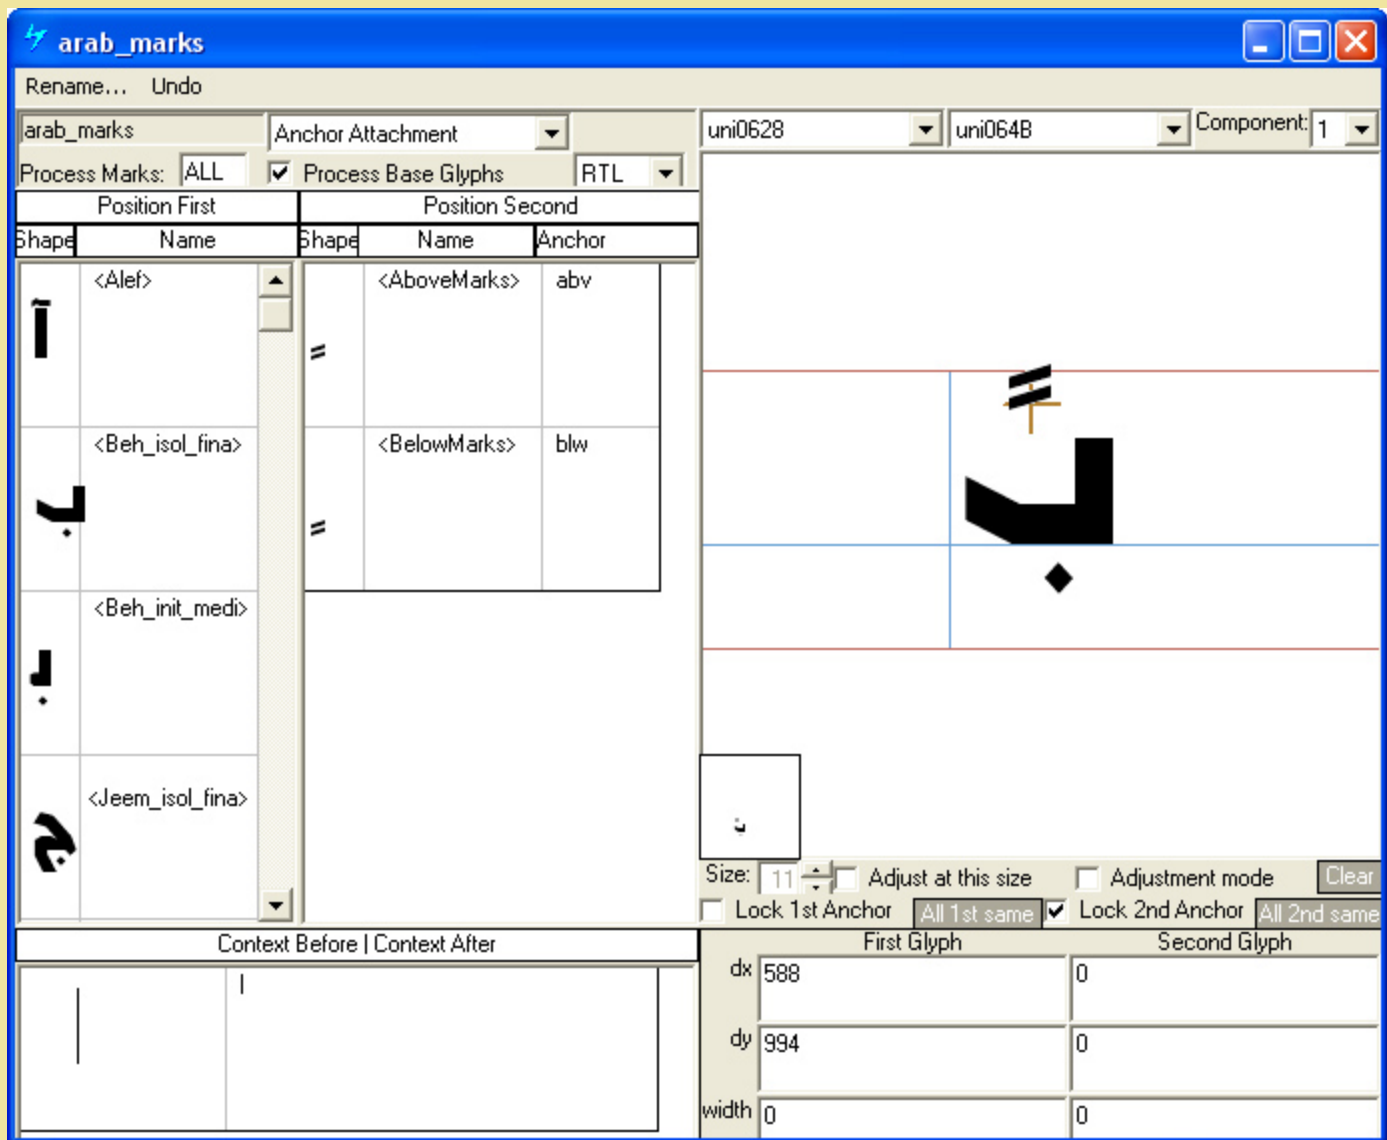 arab_marks
Rename... Undo
arab_marks Anchor Attachment uni0628 uni064B Component: 1
Process Marks: ALL Process Base Glyphs RTL
Position First Position Second
Shape Name Shape Name Anchor
<Alef> <AboveMarks> abv
<Beh_isol_fina> <BelowMarks> blw
<Beh_init_medi>
<Jeem_isol_fina>
Size: 11 Adjust at this size Adjustment mode Clear
Lock 1st Anchor All 1st same Lock 2nd Anchor All 2nd same
Context Before | Context After
First Glyph Second Glyph
dx 588 0
dy 994 0
width 0 0